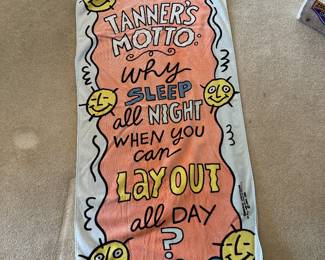 TANNER'S
MOTTO:
why
SLEEP
all NIGHT
WHEN YOU
can
LAY OUT
all DAY
?